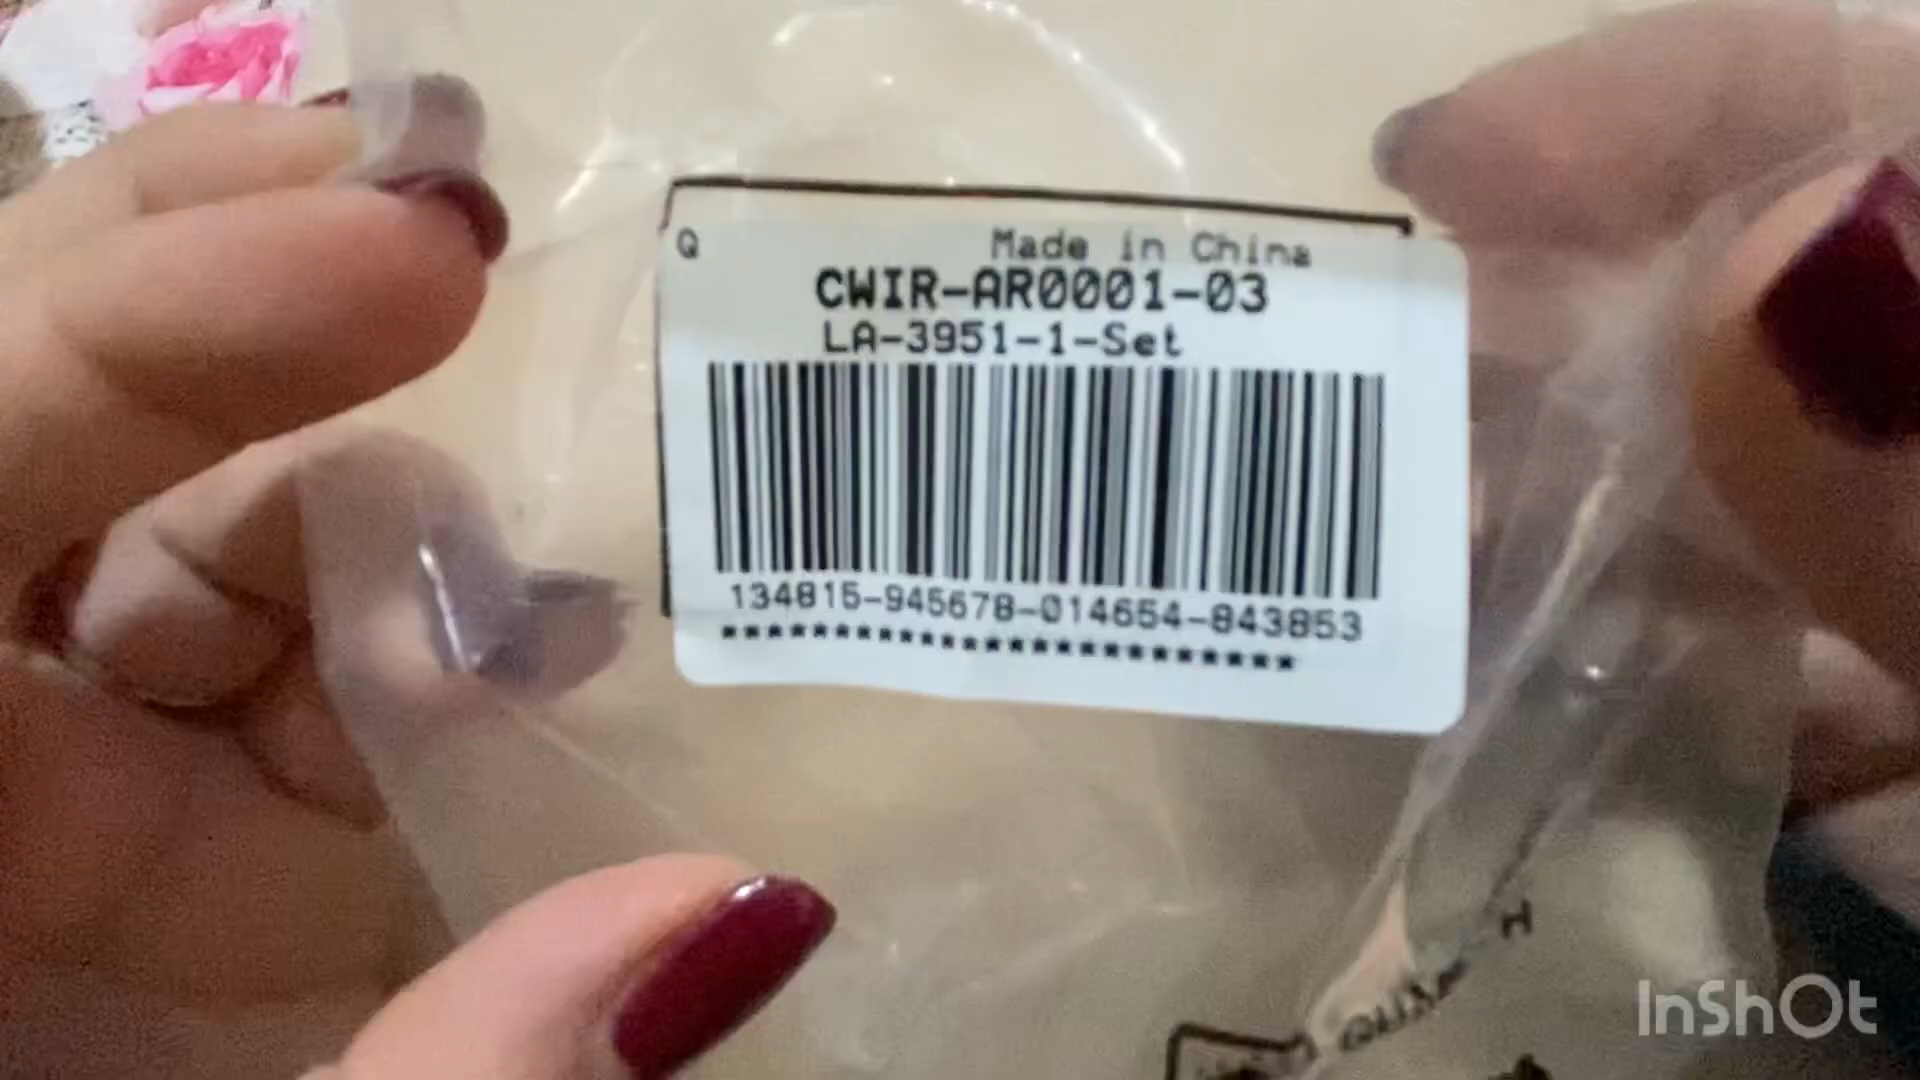 Q
Made in China
CWIR-AR0001-03
LA-3951-1-Set
134815-945678-014654-843853
*************************
H
InShOt